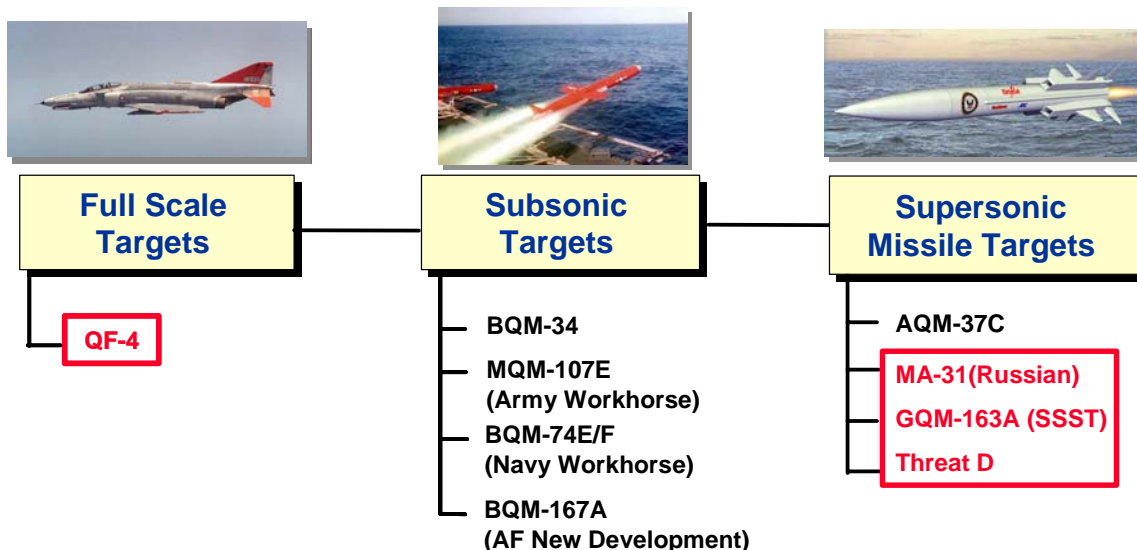 Full Scale
Targets
QF-4
Subsonic
Targets
BQM-34
MQM-107E
(Army Workhorse)
BQM-74E/F
(Navy Workhorse)
BQM-167A
(AF New Development)
Supersonic
Missile Targets
AQM-37C
MA-31(Russian)
GQM-163A (SSST)
Threat D